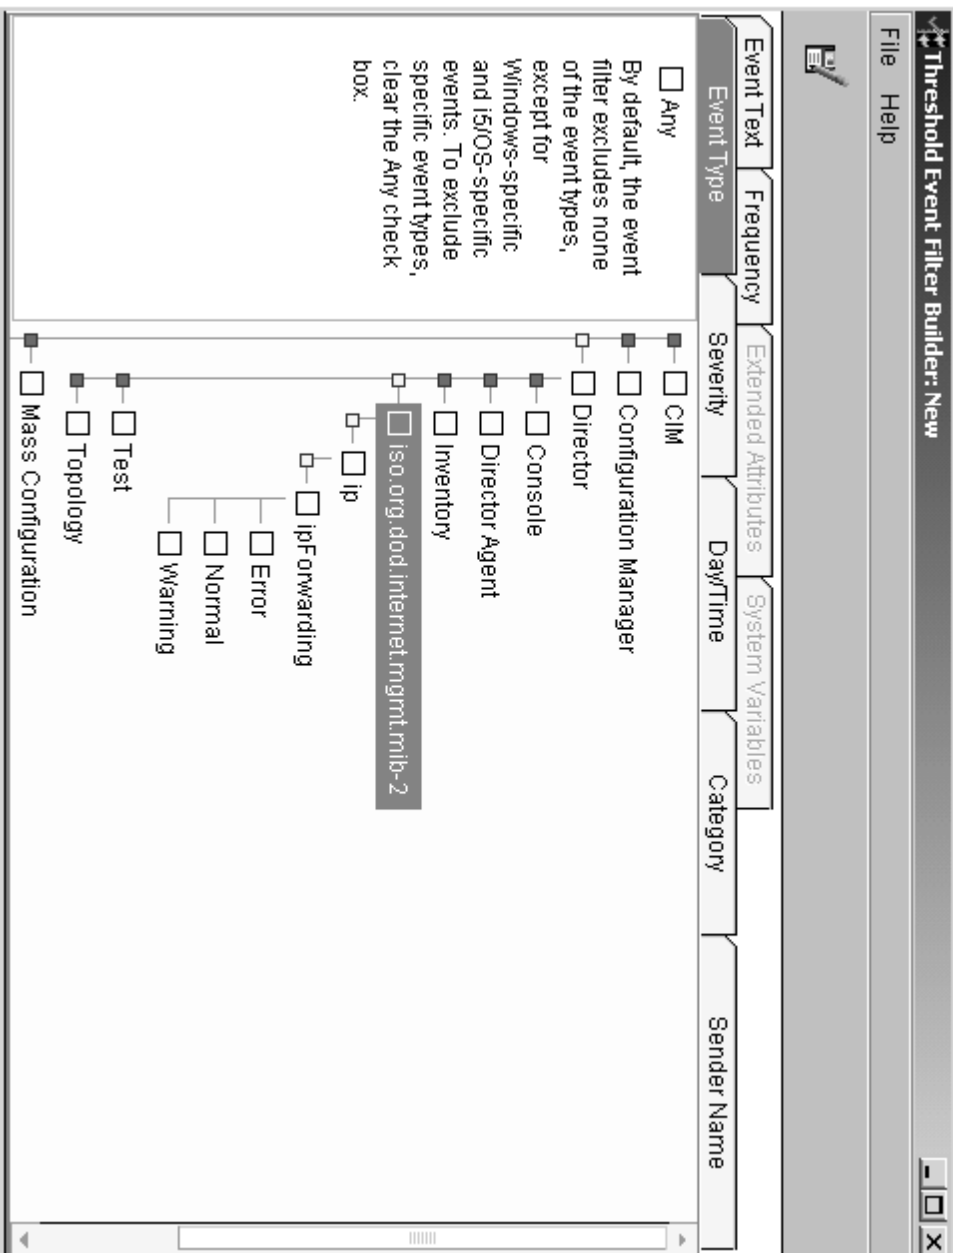 Threshold Event Filter Builder: New
File Help
Event Text Frequency Extended Attributes System Variables
Event Type Severity Day/Time Category Sender Name
Any
By default, the event
filter excludes none
of the event types,
except for
Windows-specific
and i5/OS-specific
events. To exclude
specific event types,
clear the Any check
box.
CIM
Configuration Manager
Director
Console
Director Agent
Inventory
iso.org.dod.internet.mgmt.mib-2
ip
ipForwarding
Error
Normal
Warning
Test
Topology
Mass Configuration